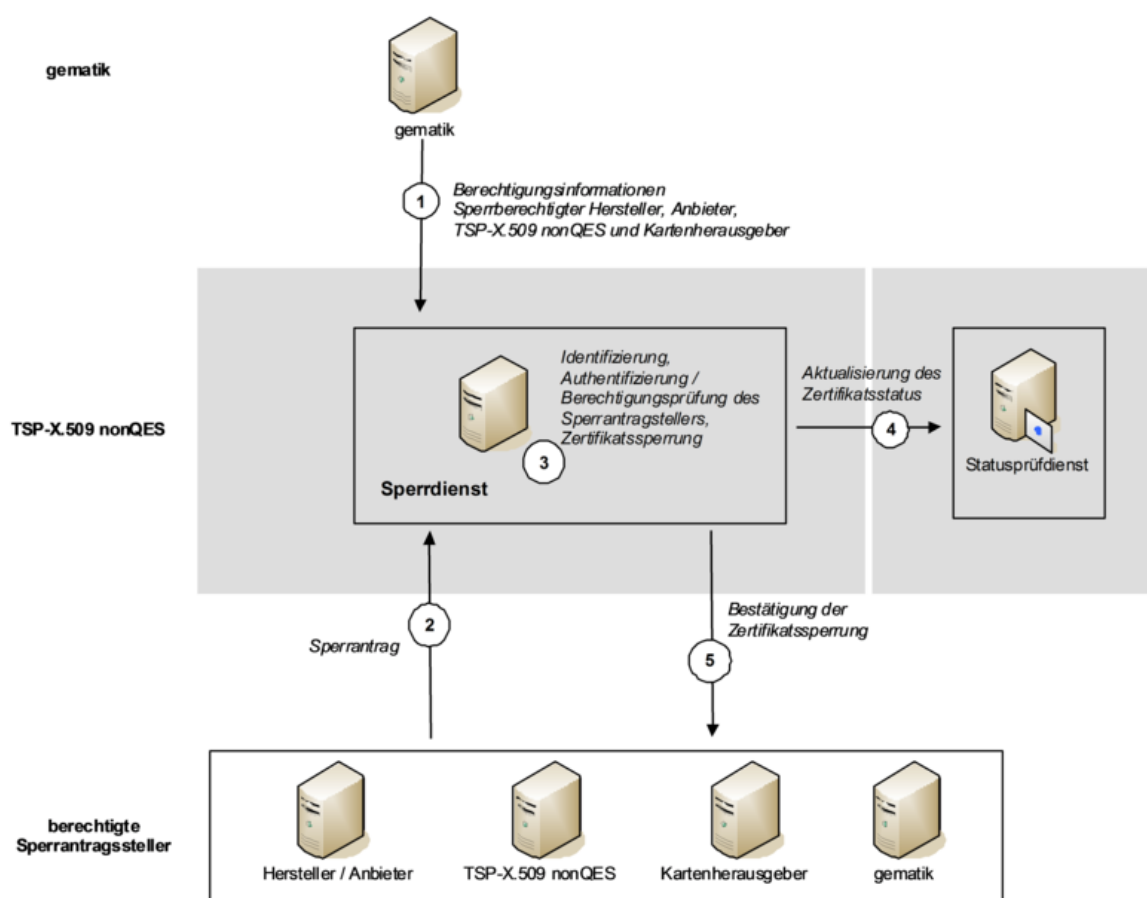 gematik
gematik
1
Berechtigungsinformationen
Sperrberechtigter Hersteller, Anbieter,
TSP-X.509 nonQES und Kartenherausgeber
TSP-X.509 nonQES
Identifizierung,
Authentifizierung /
Berechtigungsprüfung des
Sperrantragstellers,
Zertifikatssperrung
3
Sperrdienst
Aktualisierung des
Zertifikatsstatus
4
Statusprüfdienst
2
Sperrantrag
Bestätigung der
Zertifikatssperrung
5
berechtigte
Sperrantragssteller
Hersteller / Anbieter
TSP-X.509 nonQES
Kartenherausgeber
gematik